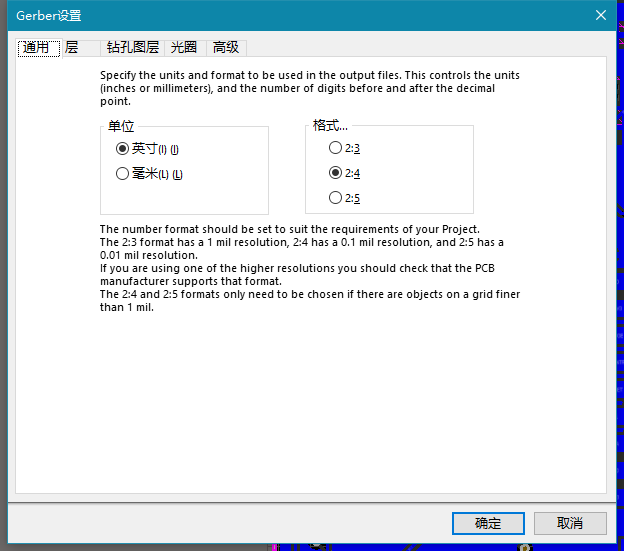 Gerber设置
通用 层 钻孔图层 光圈 高级
Specify the units and format to be used in the output files. This controls the units
(inches or millimeters), and the number of digits before and after the decimal
point.
单位 格式...
英寸(I) (I) 2:3
毫米(L) (L) 2:4
2:5
The number format should be set to suit the requirements of your Project.
The 2:3 format has a 1 mil resolution, 2:4 has a 0.1 mil resolution, and 2:5 has a
0.01 mil resolution.
If you are using one of the higher resolutions you should check that the PCB
manufacturer supports that format.
The 2:4 and 2:5 formats only need to be chosen if there are objects on a grid finer
than 1 mil.
确定 取消